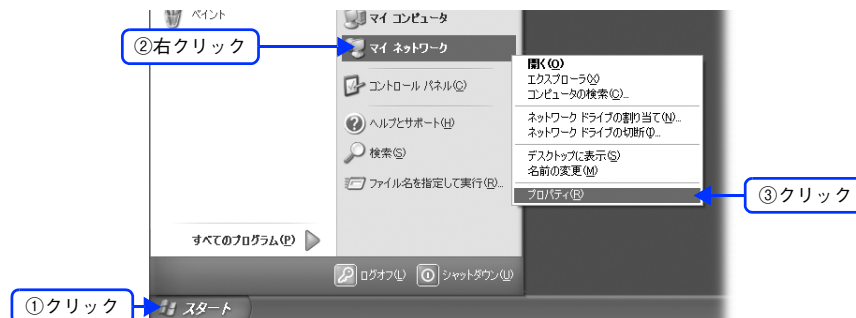 ペイント
マイ コンピュータ
②右クリック
マイ ネットワーク
開く(O)
エクスプローラ(X)
コンピュータの検索(C)...
コントロール パネル(C)
ネットワーク ドライブの割り当て(N)...
ネットワーク ドライブの切断(I)...
ヘルプとサポート(H)
デスクトップに表示(S)
名前の変更(M)
検索(S)
プロパティ(R)
③クリック
ファイル名を指定して実行(R)...
すべてのプログラム(P)
ログオフ(L)
シャットダウン(U)
①クリック
スタート